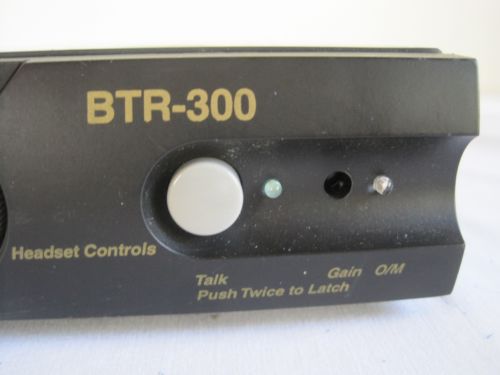 BTR-300
Headset Controls
Talk Gain O/M
Push Twice to Latch